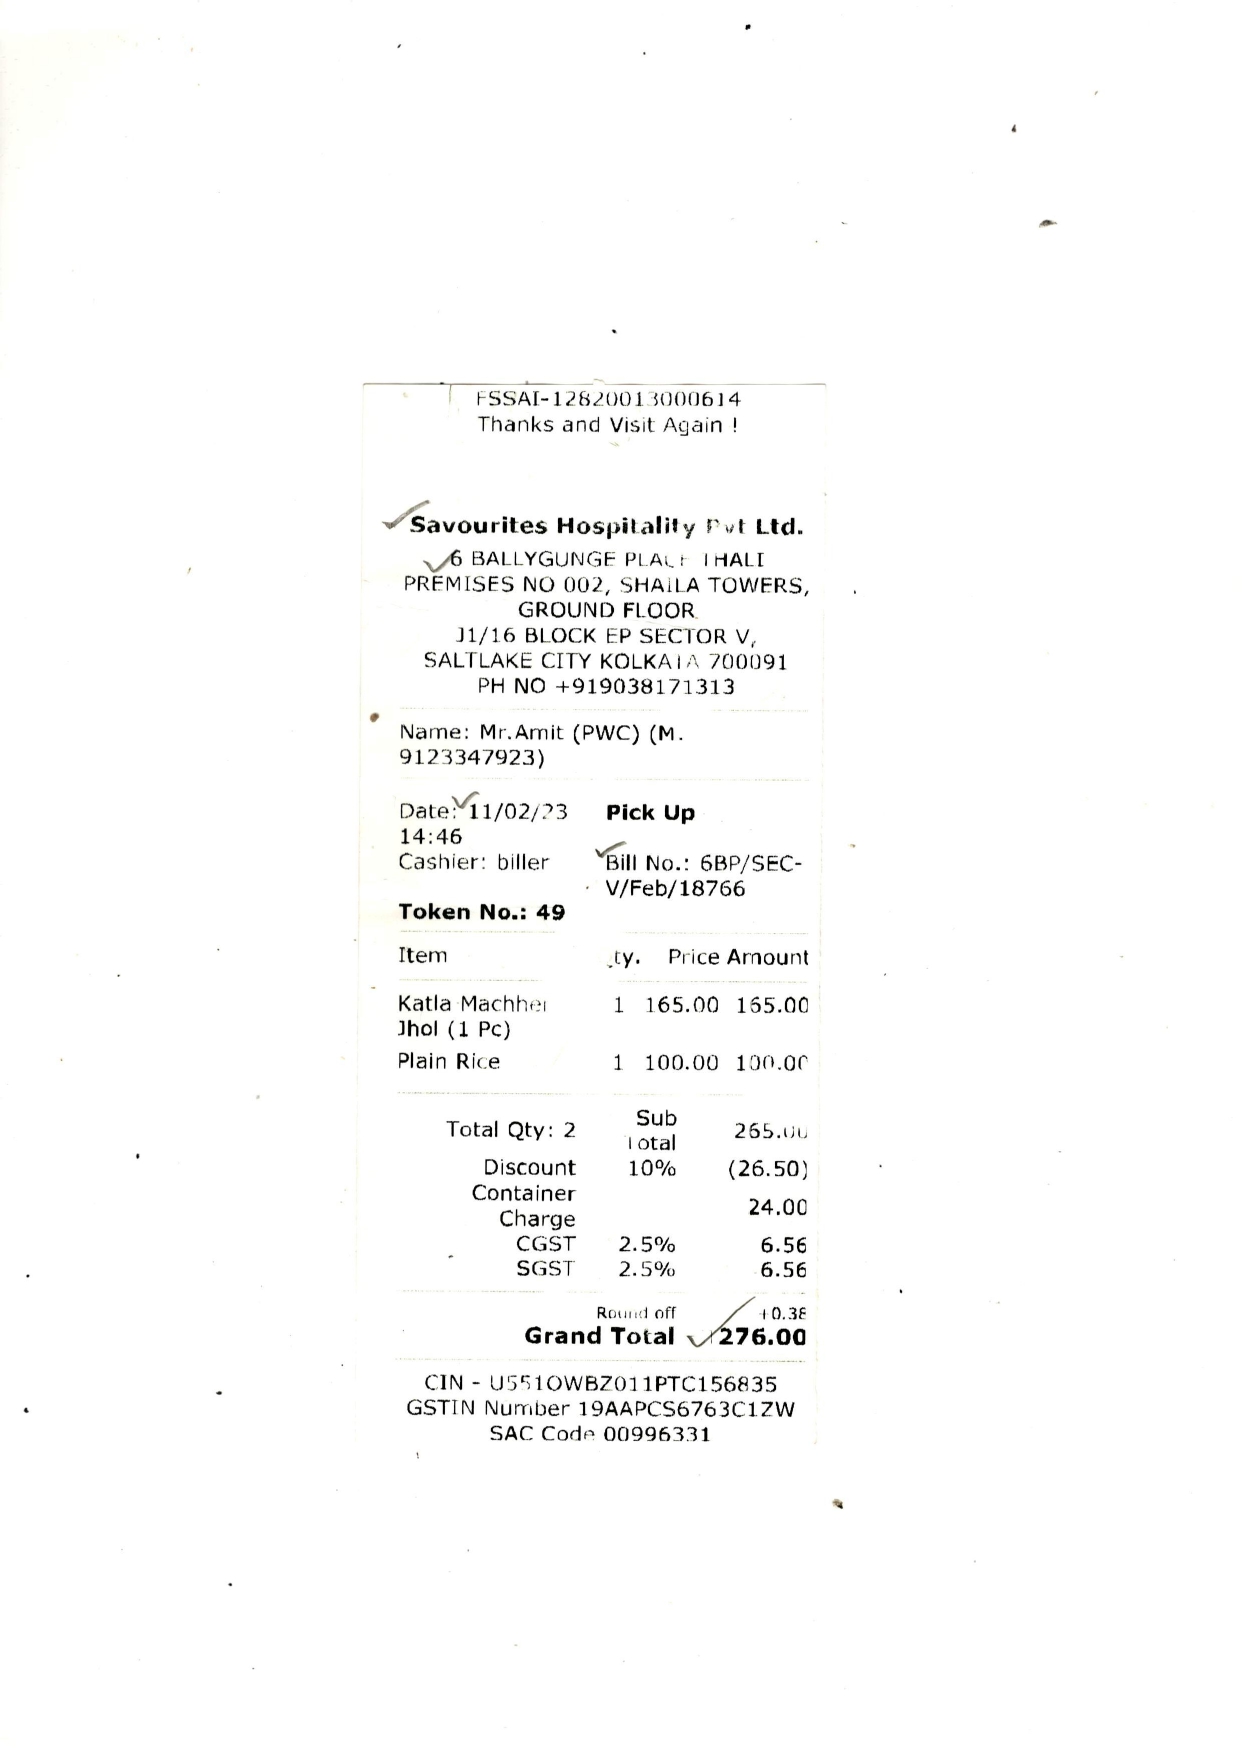 FSSAI-12820013000614
Thanks and Visit Again !
Savourites Hospitality Pvt Ltd.
6 BALLYGUNGE PLACE THALI
PREMISES NO 002, SHAILA TOWERS,
GROUND FLOOR
J1/16 BLOCK EP SECTOR V,
SALTLAKE CITY KOLKATA 700091
PH NO +919038171313
Name: Mr.Amit (PWC) (M.
9123347923)
Date: 11/02/23 Pick Up
14:46
Cashier: biller Bill No.: 6BP/SEC-
V/Feb/18766
Token No.: 49
Item ty. Price Amount
Katla Machher 1 165.00 165.00
Jhol (1 Pc)
Plain Rice 1 100.00 100.00
Total Qty: 2 Sub Total 265.00
Discount 10% (26.50)
Container
Charge 24.00
CGST 2.5% 6.56
SGST 2.5% 6.56
Round off +0.38
Grand Total 276.00
CIN - U5510WBZ011PTC156835
GSTIN Number 19AAPCS6763C1ZW
SAC Code 00996331